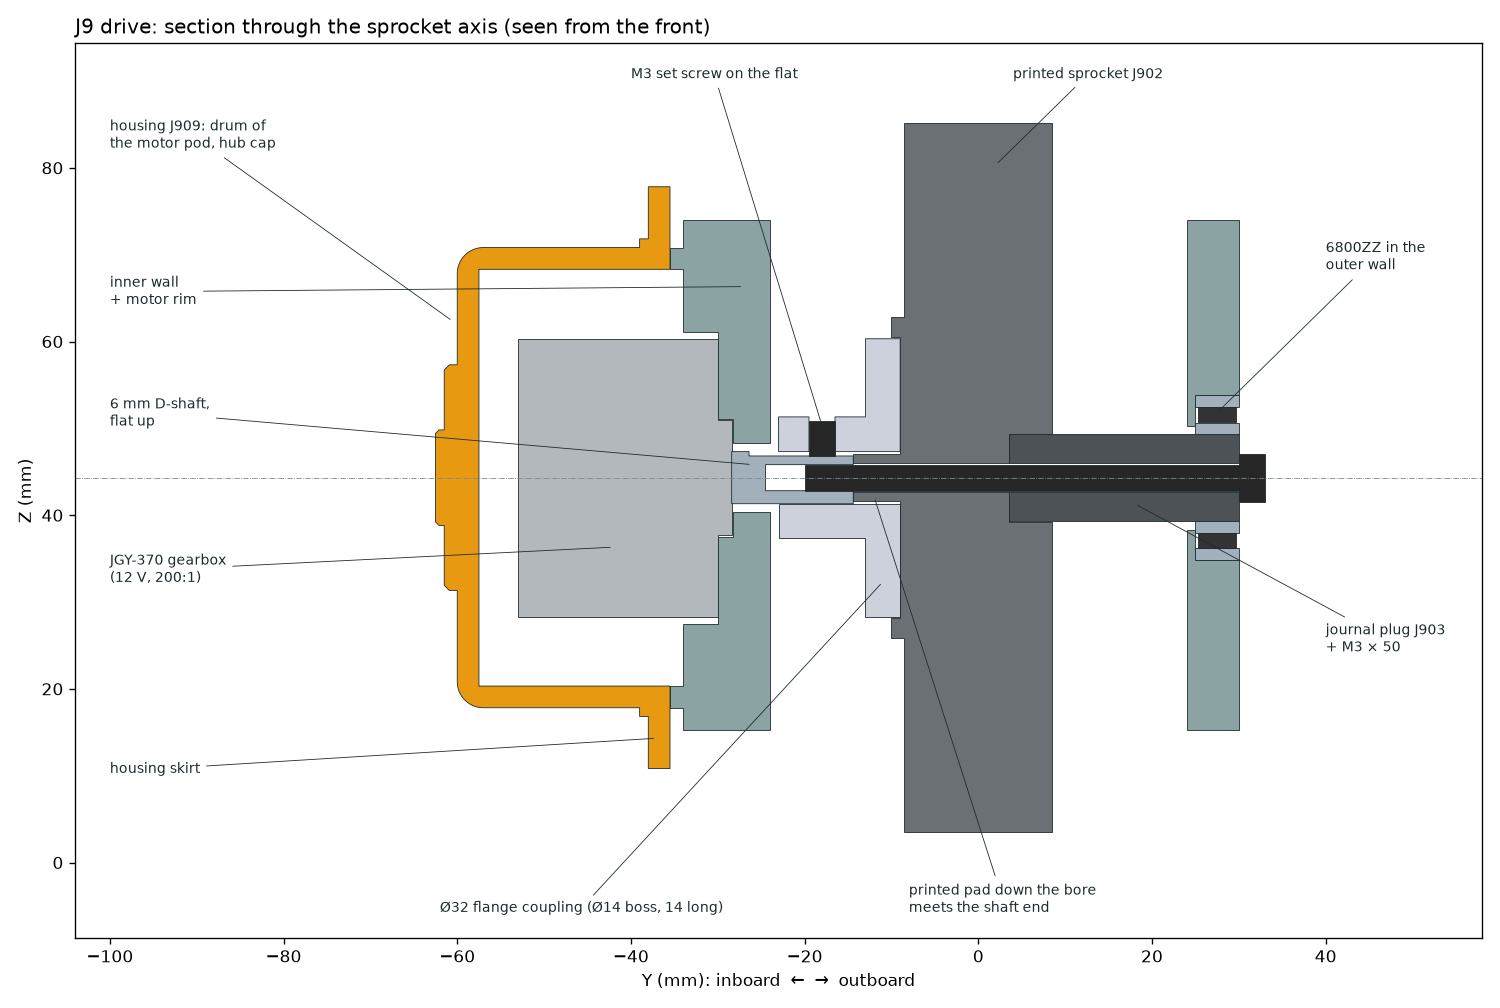 J9 drive: section through the sprocket axis (seen from the front)
M3 set screw on the flat
printed sprocket J902
housing J909: drum of
the motor pod, hub cap
6800ZZ in the
outer wall
inner wall
+ motor rim
6 mm D-shaft,
flat up
JGY-370 gearbox
(12 V, 200:1)
journal plug J903
+ M3 × 50
housing skirt
Ø32 flange coupling (Ø14 boss, 14 long)
printed pad down the bore
meets the shaft end
80
60
40
20
0
Z (mm)
−100
−80
−60
−40
−20
0
20
40
Y (mm): inboard ← → outboard